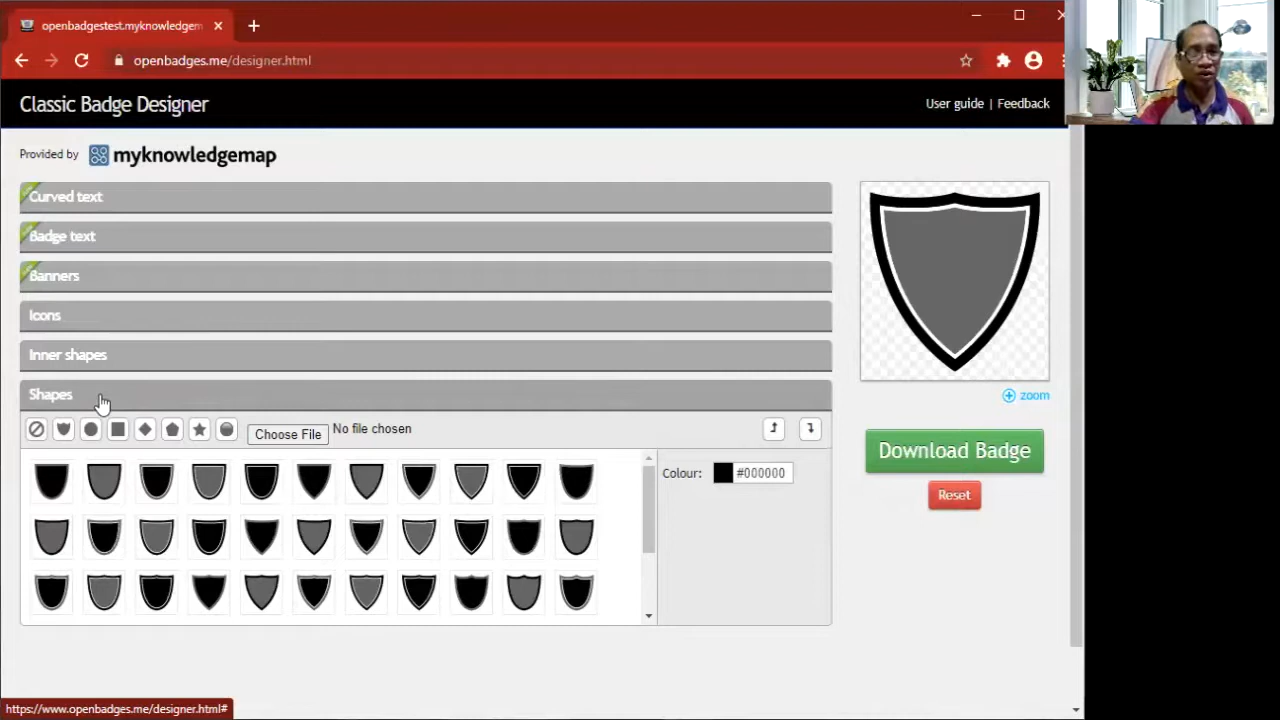 openbadgestest.myknowledgem
openbadges.me/designer.html
Classic Badge Designer
User guide | Feedback
Provided by myknowledgemap
Curved text
Badge text
Banners
Icons
Inner shapes
Shapes
zoom
Choose File No file chosen
Download Badge
Colour: #000000
Reset
https://www.openbadges.me/designer.html#